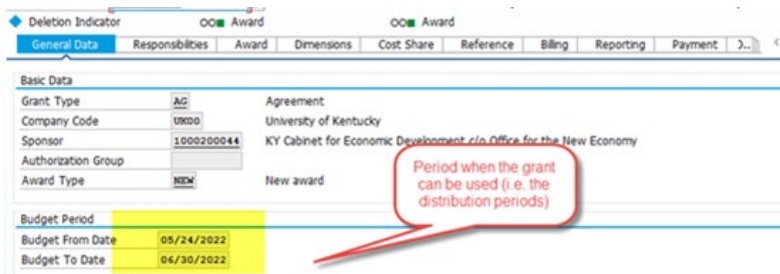 Deletion Indicator Award Award
General Data Responsibilities Award Dimensions Cost Share Reference Billing Reporting Payment
Basic Data
Grant Type AG Agreement
Company Code UK00 University of Kentucky
Sponsor 1000200044 KY Cabinet for Economic Development c/o Office for the New Economy
Authorization Group
Award Type NEW New award
Period when the grant
can be used (i.e. the
distribution periods)
Budget Period
Budget From Date 05/24/2022
Budget To Date 06/30/2022